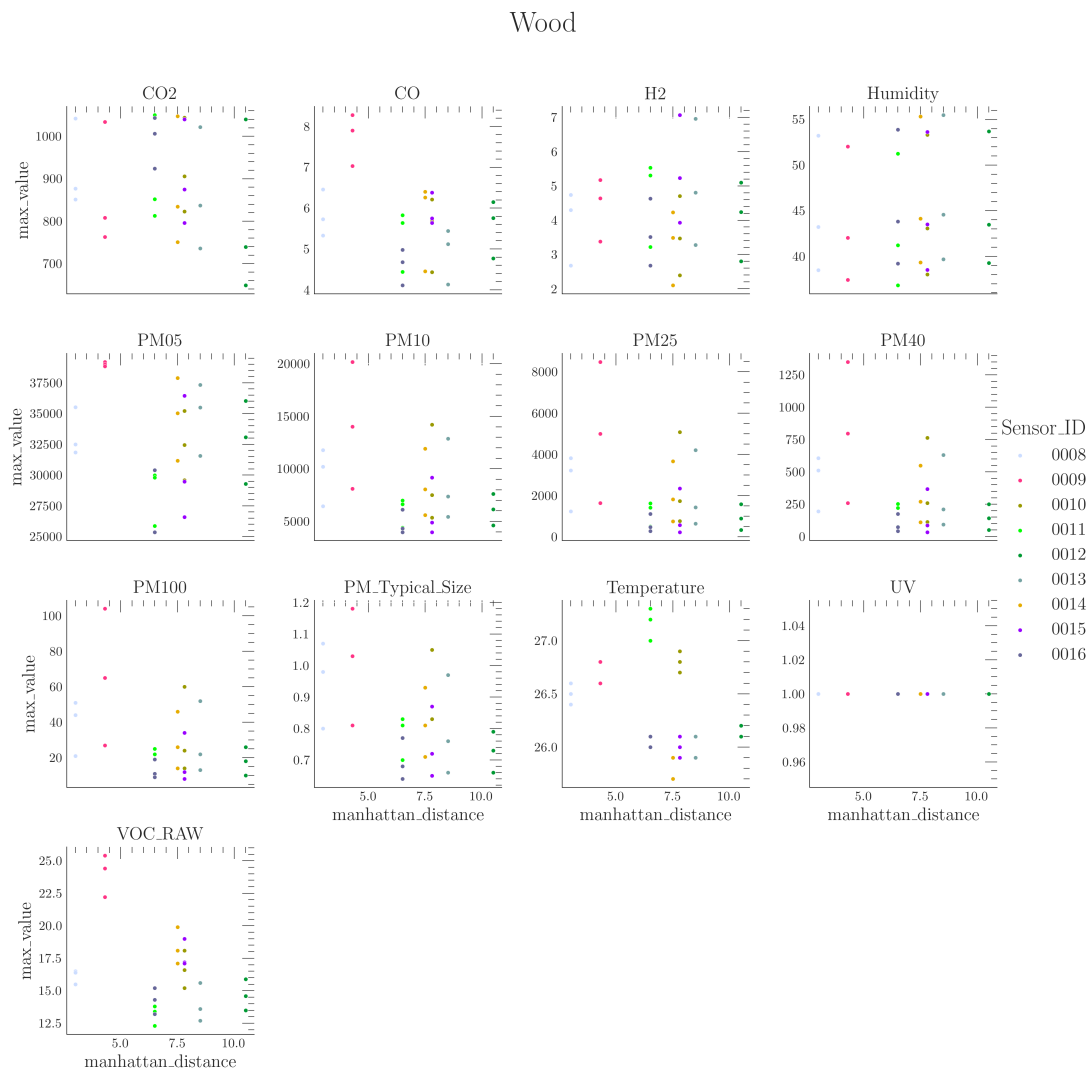 Wood
CO2
CO
H2
Humidity
max_value
1000
900
800
700
8
7
6
5
4
7
6
5
4
3
2
55
50
45
40
PM05
PM10
PM25
PM40
max_value
37500
35000
32500
30000
27500
25000
20000
15000
10000
5000
8000
6000
4000
2000
0
1250
1000
750
500
250
0
Sensor_ID
0008
0009
0010
0011
0012
0013
0014
0015
0016
PM100
PM_Typical_Size
Temperature
UV
max_value
100
80
60
40
20
1.2
1.1
1.0
0.9
0.8
0.7
27.0
26.5
26.0
1.04
1.02
1.00
0.98
0.96
5.0 7.5 10.0
manhattan_distance
5.0 7.5 10.0
manhattan_distance
5.0 7.5 10.0
manhattan_distance
VOC_RAW
max_value
25.0
22.5
20.0
17.5
15.0
12.5
5.0 7.5 10.0
manhattan_distance